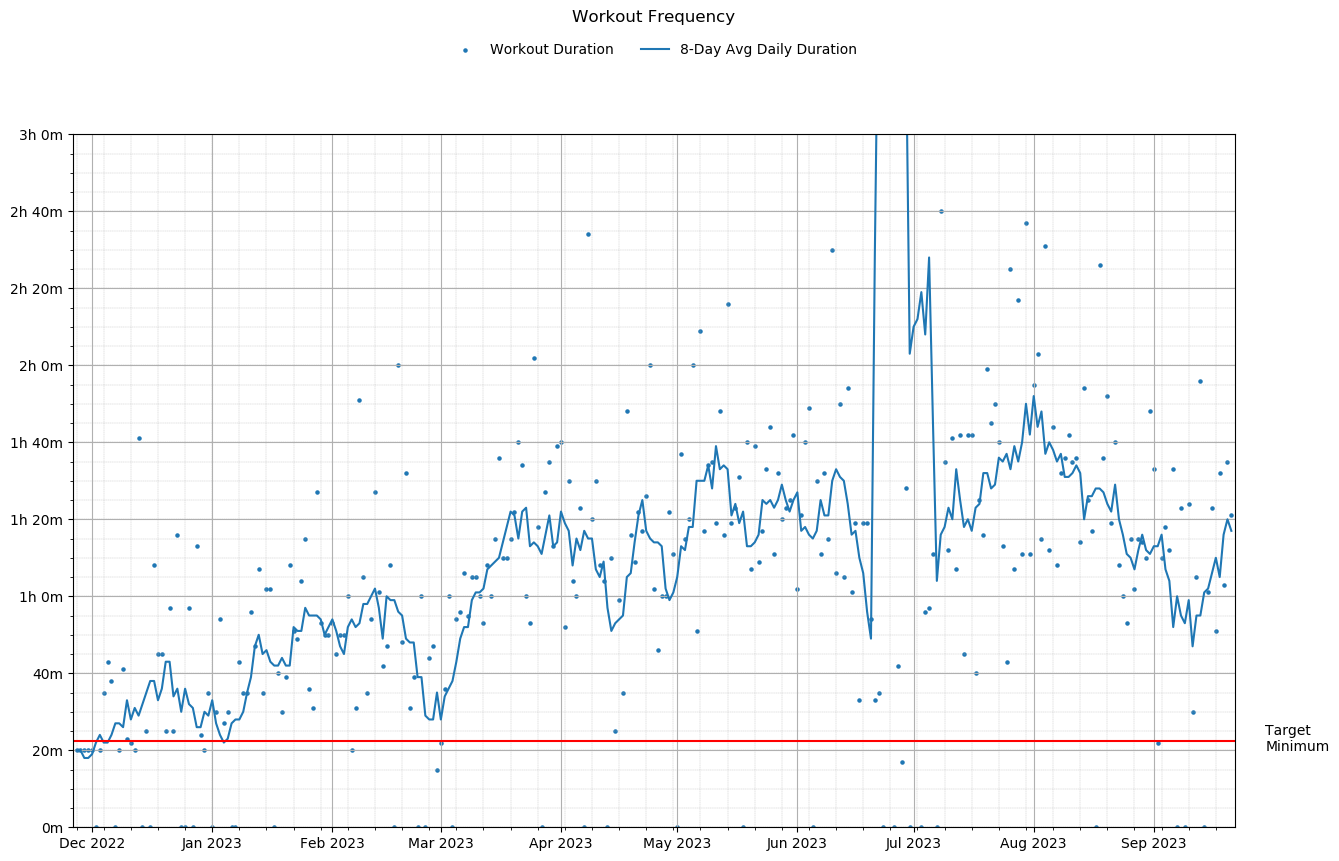 Workout Frequency
Workout Duration
8-Day Avg Daily Duration
3h 0m
2h 40m
2h 20m
2h 0m
1h 40m
1h 20m
1h 0m
40m
20m
0m
Target
Minimum
Dec 2022
Jan 2023
Feb 2023
Mar 2023
Apr 2023
May 2023
Jun 2023
Jul 2023
Aug 2023
Sep 2023